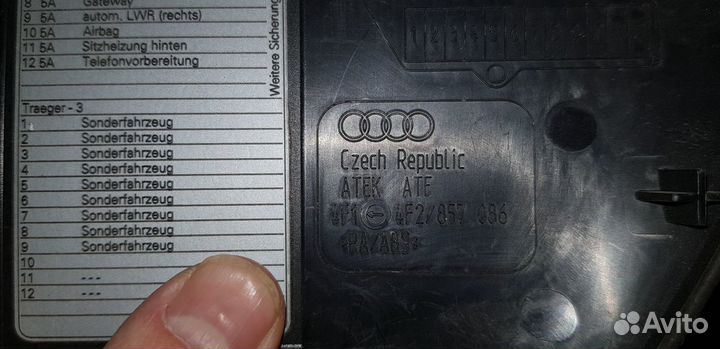 8 5A Gateway
9 5A autom. LWR (rechts)
10 5A Airbag
11 5A Sitzheizung hinten
12 5A Telefonvorbereitung
Weitere Sicherung
Traeger - 3
1 Sonderfahrzeug
2 Sonderfahrzeug
3 Sonderfahrzeug
4 Sonderfahrzeug
5 Sonderfahrzeug
6 Sonderfahrzeug
7 Sonderfahrzeug
8 Sonderfahrzeug
9 Sonderfahrzeug
10
11 ---
12 ---
Czech Republic
ATEK ATF
4F2/857 086
Avito